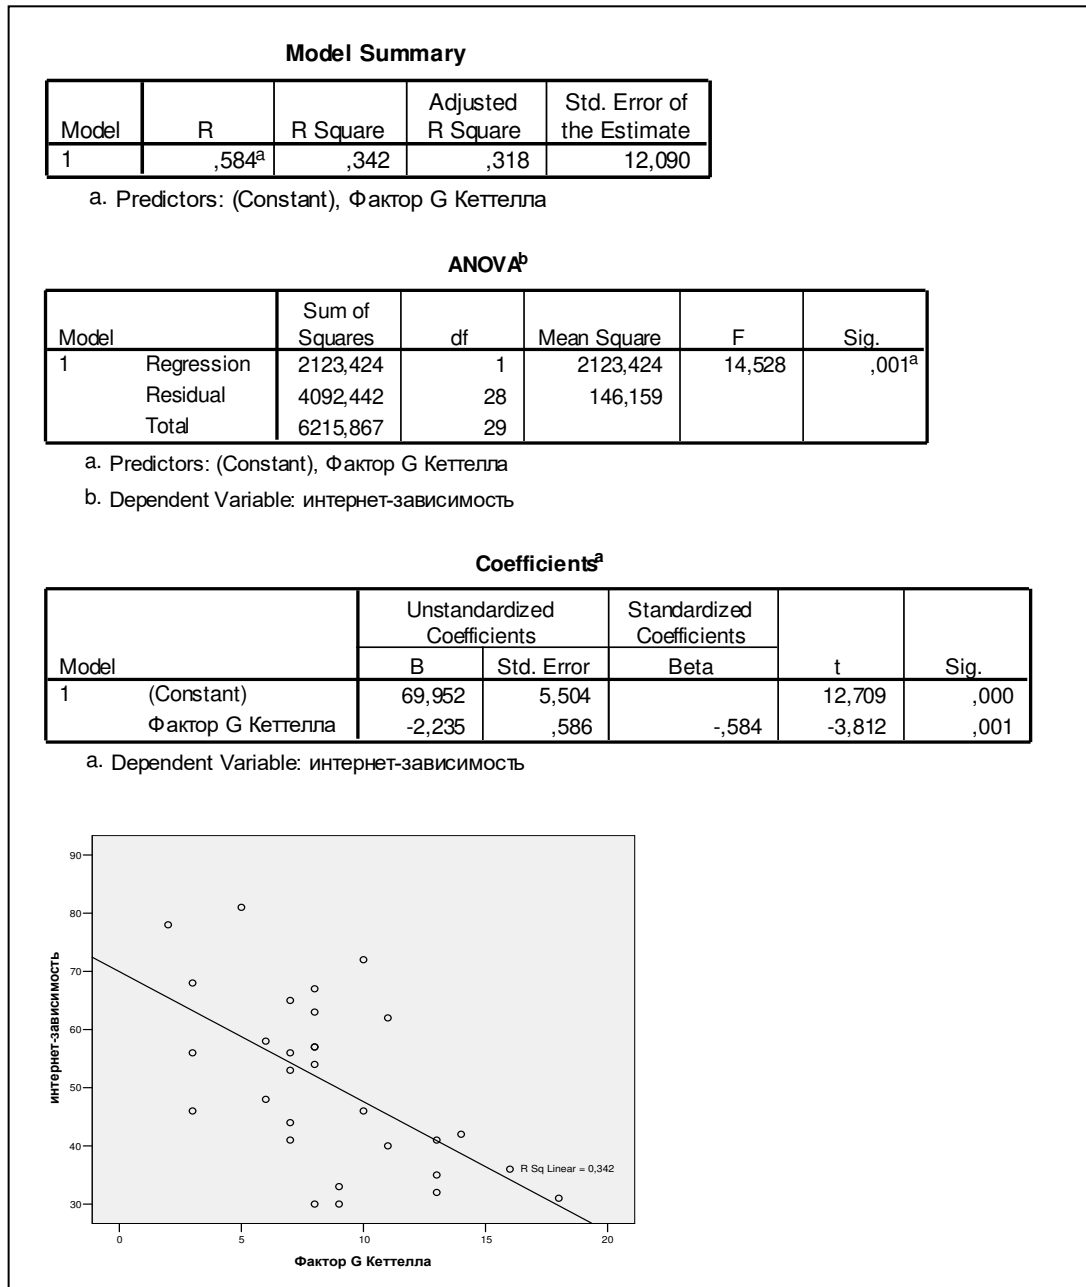 Model Summary
Model R R Square Adjusted R Square Std. Error of the Estimate
1 ,584a ,342 ,318 12,090
a. Predictors: (Constant), Фактор G Кеттелла
ANOVAb
Model Sum of Squares df Mean Square F Sig.
1 Regression 2123,424 1 2123,424 14,528 ,001a
Residual 4092,442 28 146,159
Total 6215,867 29
a. Predictors: (Constant), Фактор G Кеттелла
b. Dependent Variable: интернет-зависимость
Coefficientsa
Unstandardized Coefficients Standardized Coefficients
Model B Std. Error Beta t Sig.
1 (Constant) 69,952 5,504 12,709 ,000
Фактор G Кеттелла -2,235 ,586 -,584 -3,812 ,001
a. Dependent Variable: интернет-зависимость
90
80
70
60
50
40
30
интернет-зависимость
R Sq Linear = 0,342
0 5 10 15 20
Фактор G Кеттелла